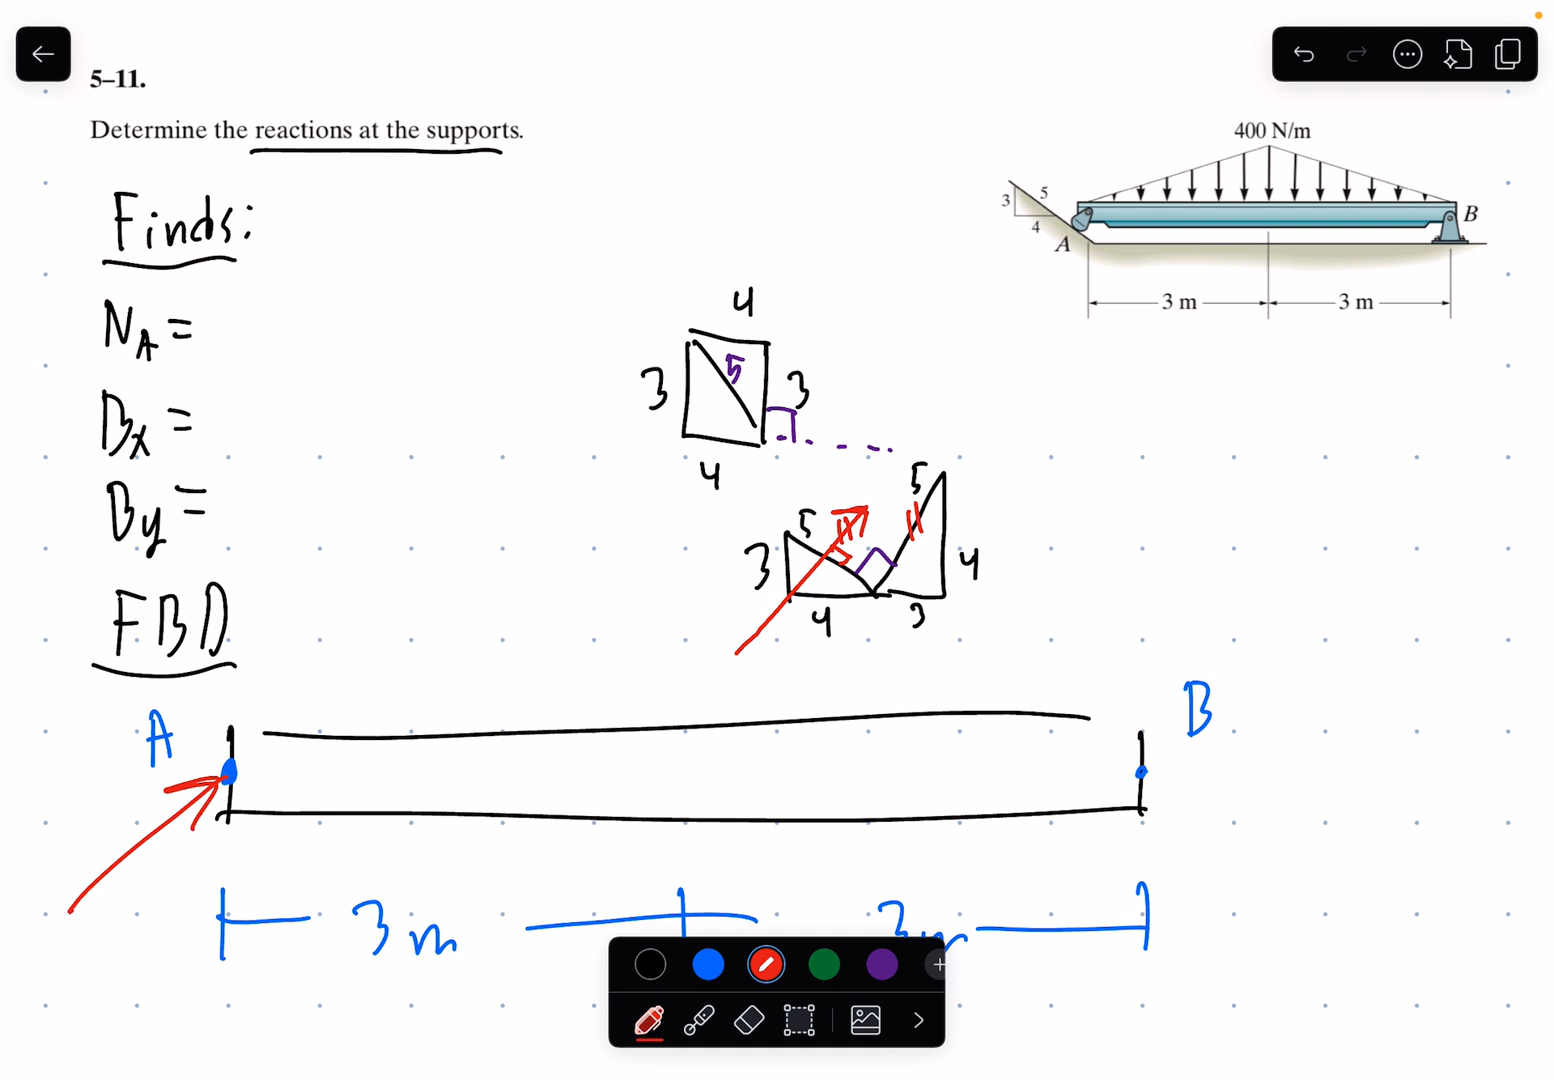 5–11.
Determine the reactions at the supports.
400 N/m
3
5
4
A
B
3 m
3 m
Finds:
N_A =
B_x =
B_y =
FBD
4
3
5
3
4
5
3
4
5
4
3
A
B
3 m
3 m